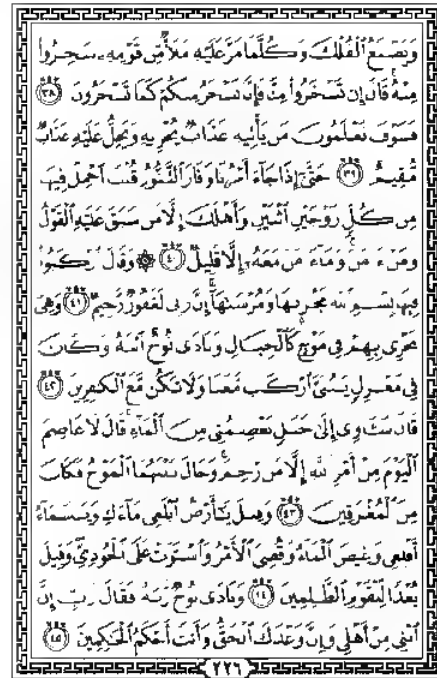 وَيَصْنَعُ ٱلْفُلْكَ وَكُلَّمَا مَرَّ عَلَيْهِ مَلَأٌ مِّن قَوْمِهِۦ سَخِرُوا۟
مِنْهُ ۚ قَالَ إِن تَسْخَرُوا۟ مِنَّا فَإِنَّا نَسْخَرُ مِنكُمْ كَمَا تَسْخَرُونَ ٣٨
فَسَوْفَ تَعْلَمُونَ مَن يَأْتِيهِ عَذَابٌ يُخْزِيهِ وَيَحِلُّ عَلَيْهِ عَذَابٌ
مُّقِيمٌ ٣٩ حَتَّىٰٓ إِذَا جَآءَ أَمْرُنَا وَفَارَ ٱلتَّنُّورُ قُلْنَا ٱحْمِلْ فِيهَا
مِن كُلٍّ زَوْجَيْنِ ٱثْنَيْنِ وَأَهْلَكَ إِلَّا مَن سَبَقَ عَلَيْهِ ٱلْقَوْلُ
وَمَنْ ءَامَنَ ۚ وَمَآ ءَامَنَ مَعَهُۥٓ إِلَّا قَلِيلٌ ٤٠ ۞ وَقَالَ ٱرْكَبُوا۟
فِيهَا بِسْمِ ٱللَّهِ مَجْر۪ىٰهَا وَمُرْسَىٰهَآ ۚ إِنَّ رَبِّى لَغَفُورٌ رَّحِيمٌ ٤١ وَهِىَ
تَجْرِى بِهِمْ فِى مَوْجٍ كَٱلْجِبَالِ وَنَادَىٰ نُوحٌ ٱبْنَهُۥ وَكَانَ
فِى مَعْزِلٍ يَٰبُنَىَّ ٱرْكَب مَّعَنَا وَلَا تَكُن مَّعَ ٱلْكَٰفِرِينَ ٤٢
قَالَ سَـَٔاوِىٓ إِلَىٰ جَبَلٍ يَعْصِمُنِى مِنَ ٱلْمَآءِ ۚ قَالَ لَا عَاصِمَ
ٱلْيَوْمَ مِنْ أَمْرِ ٱللَّهِ إِلَّا مَن رَّحِمَ ۚ وَحَالَ بَيْنَهُمَا ٱلْمَوْجُ فَكَانَ
مِنَ ٱلْمُغْرَقِينَ ٤٣ وَقِيلَ يَٰٓأَرْضُ ٱبْلَعِى مَآءَكِ وَيَٰسَمَآءُ
أَقْلِعِى وَغِيضَ ٱلْمَآءُ وَقُضِىَ ٱلْأَمْرُ وَٱسْتَوَتْ عَلَى ٱلْجُودِىِّ ۖ وَقِيلَ
بُعْدًا لِّلْقَوْمِ ٱلظَّٰلِمِينَ ٤٤ وَنَادَىٰ نُوحٌ رَّبَّهُۥ فَقَالَ رَبِّ إِنَّ
ٱبْنِى مِنْ أَهْلِى وَإِنَّ وَعْدَكَ ٱلْحَقُّ وَأَنتَ أَحْكَمُ ٱلْحَٰكِمِينَ ٤٥
٢٢٦